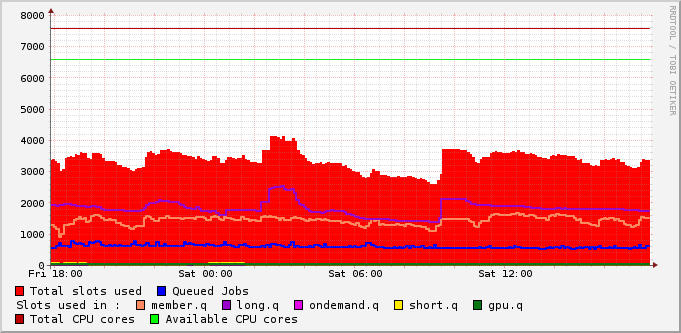 8000
7000
6000
5000
4000
3000
2000
1000
0
Fri 18:00 Sat 00:00 Sat 06:00 Sat 12:00
Total slots used Queued Jobs
Slots used in : member.q long.q ondemand.q short.q gpu.q
Total CPU cores Available CPU cores
RRDTOOL / TOBI OETIKER